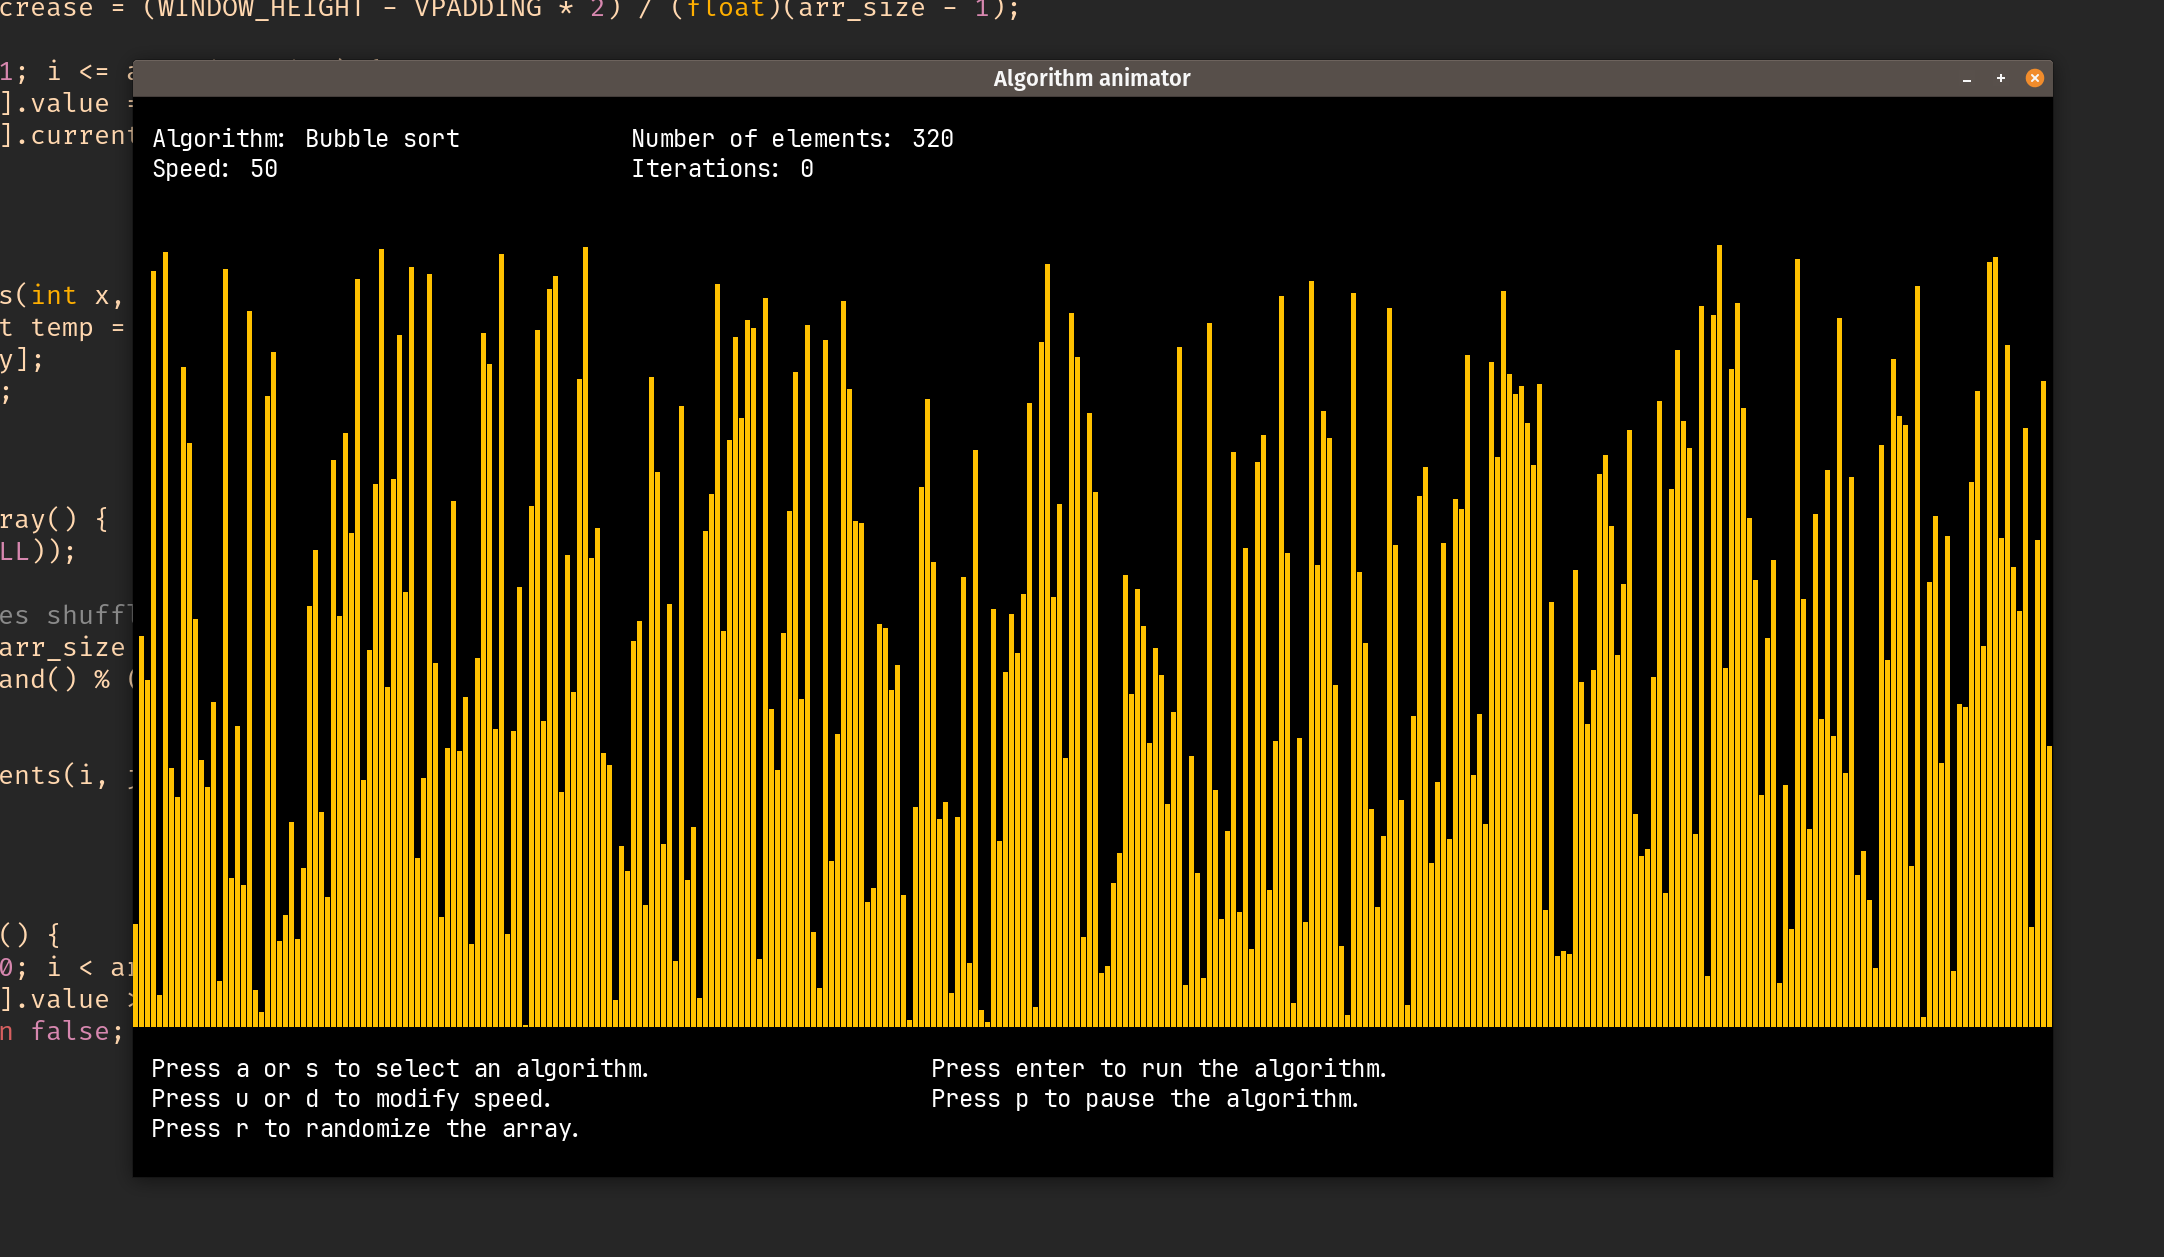 crease = (WINDOW_HEIGHT - VPADDING * 2) / (float)(arr_size - 1);
1; i <=
].value =
].current
Algorithm animator
Algorithm: Bubble sort
Number of elements: 320
Speed: 50
Iterations: 0
s(int x,
t temp =
y];
;
ray() {
LL));
es shuffl
arr_size
and() % (
ents(i, j
() {
0; i < ar
].value >
n false;
Press a or s to select an algorithm.
Press enter to run the algorithm.
Press u or d to modify speed.
Press p to pause the algorithm.
Press r to randomize the array.